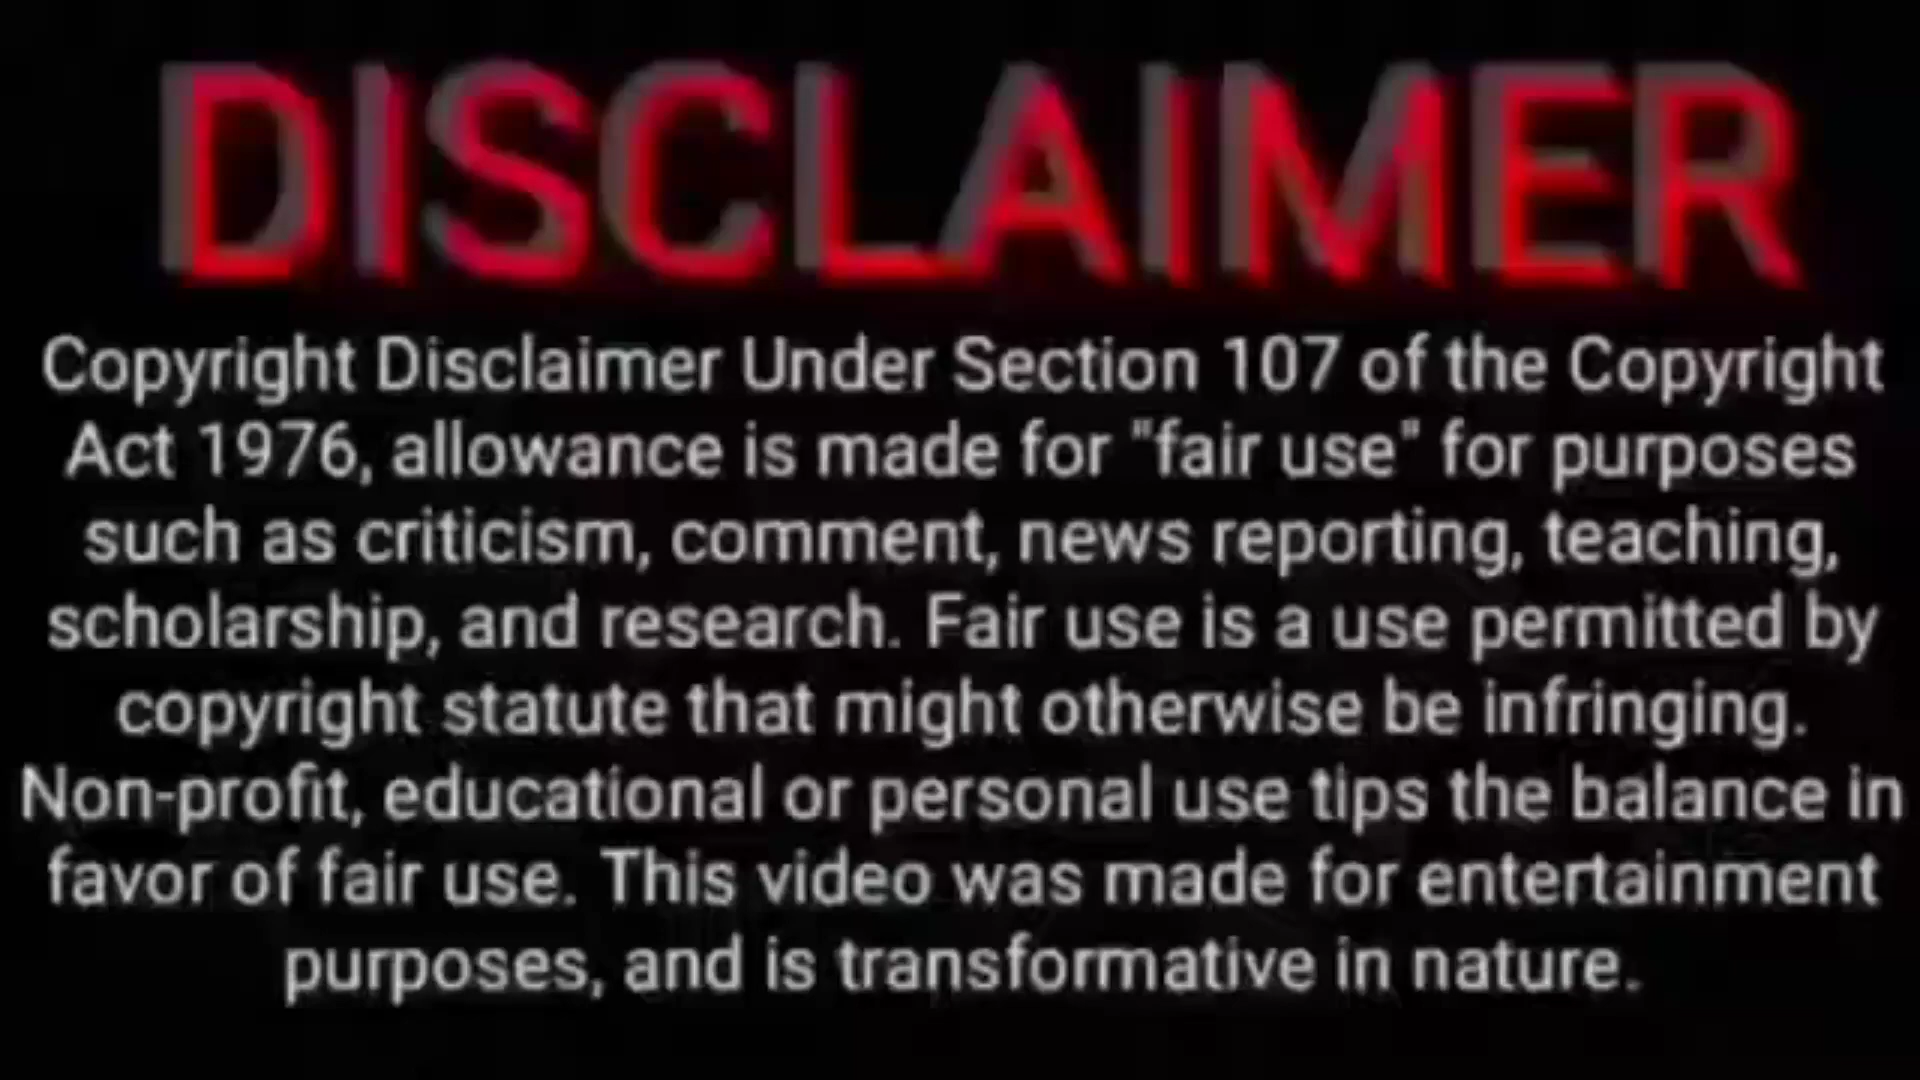 DISCLAIMER
Copyright Disclaimer Under Section 107 of the Copyright
Act 1976, allowance is made for "fair use" for purposes
such as criticism, comment, news reporting, teaching,
scholarship, and research. Fair use is a use permitted by
copyright statute that might otherwise be infringing.
Non-profit, educational or personal use tips the balance in
favor of fair use. This video was made for entertainment
purposes, and is transformative in nature.